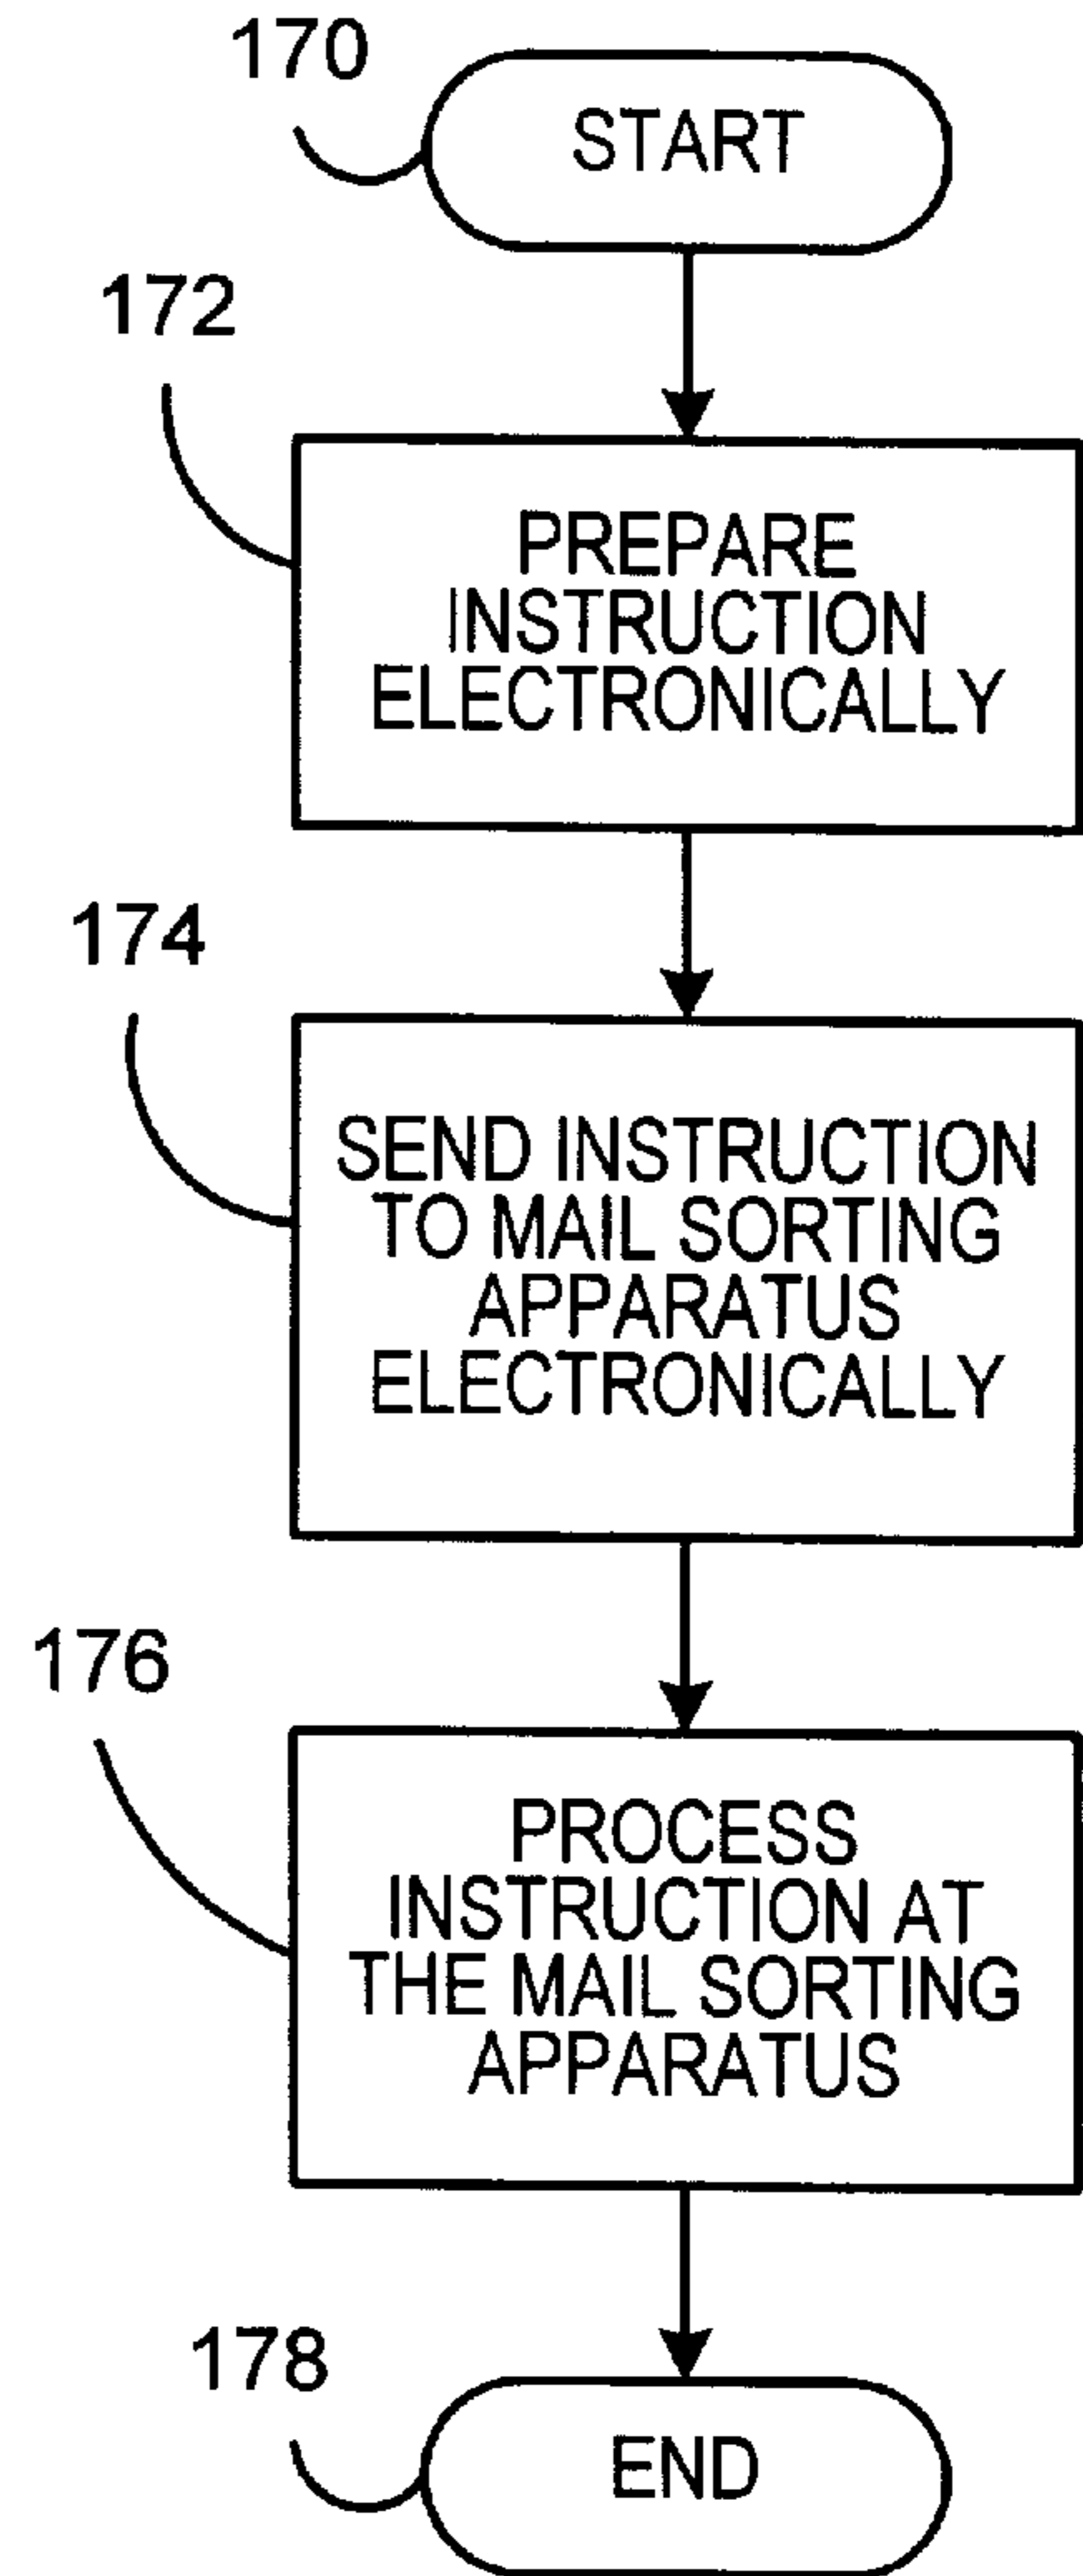 170
START
172
PREPARE
INSTRUCTION
ELECTRONICALLY
174
SEND INSTRUCTION
TO MAIL SORTING
APPARATUS
ELECTRONICALLY
176
PROCESS
INSTRUCTION AT
THE MAIL SORTING
APPARATUS
178
END